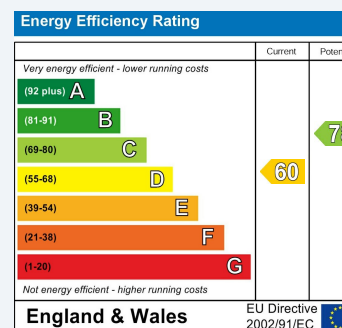 Energy Efficiency Rating
Current
Very energy efficient - lower running costs
(92 plus) A
(81-91) B
(69-80) C
(55-68) D
60
(39-54) E
(21-38) F
(1-20) G
Not energy efficient - higher running costs
England & Wales
EU Directive
2002/91/EC